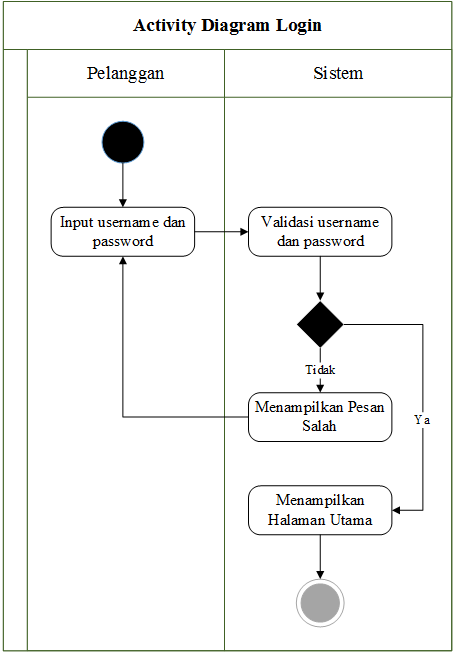 Activity Diagram Login
Pelanggan
Sistem
Input username dan
password
Validasi username
dan password
Tidak
Menampilkan Pesan
Salah
Ya
Menampilkan
Halaman Utama